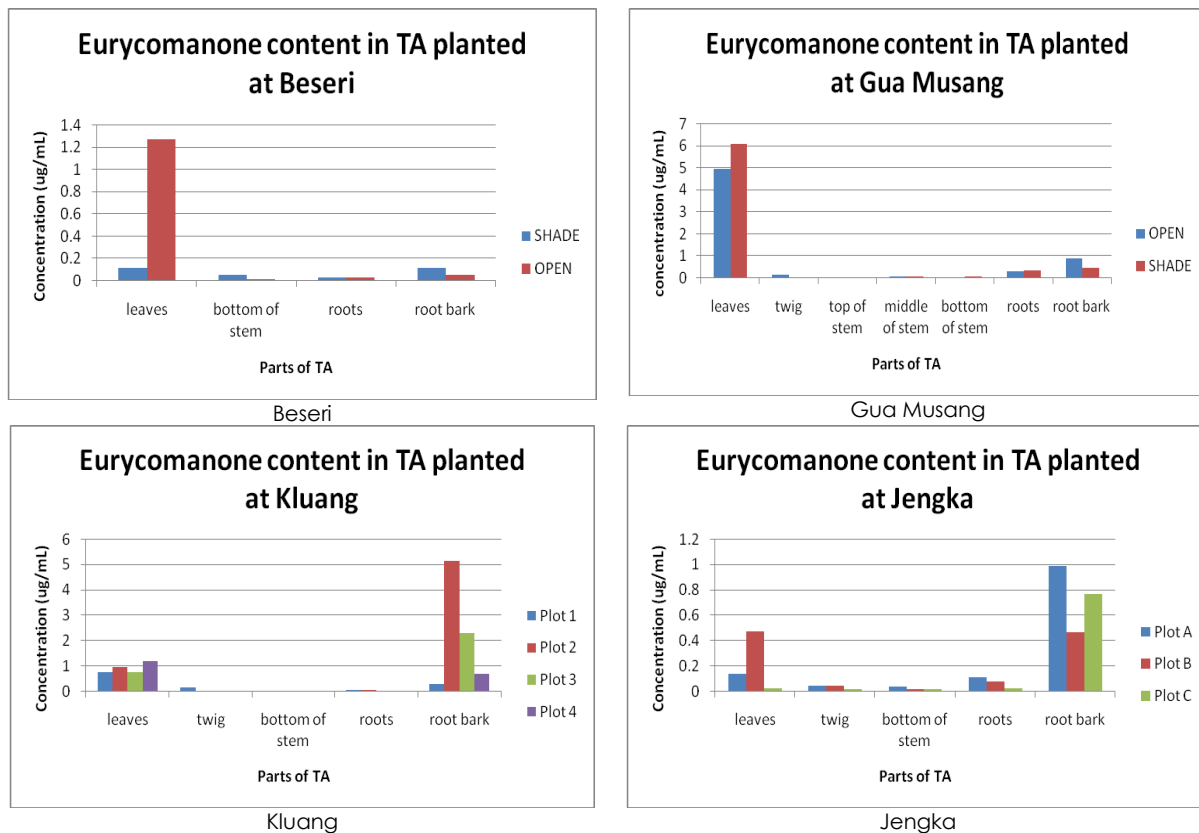 Eurycomanone content in TA planted
at Beseri
Concentration (ug/mL)
1.4
1.2
1
0.8
0.6
0.4
0.2
0
leaves
bottom of
stem
roots
root bark
Parts of TA
SHADE
OPEN
Beseri
Eurycomanone content in TA planted
at Gua Musang
concentration (ug/mL)
7
6
5
4
3
2
1
0
leaves
twig
top of
stem
middle
of stem
bottom
of stem
roots
root bark
Parts of TA
OPEN
SHADE
Gua Musang
Eurycomanone content in TA planted
at Kluang
Concentration (ug/mL)
6
5
4
3
2
1
0
leaves
twig
bottom of
stem
roots
root bark
Parts of TA
Plot 1
Plot 2
Plot 3
Plot 4
Kluang
Eurycomanone content in TA planted
at Jengka
Concentration (ug/mL)
1.2
1
0.8
0.6
0.4
0.2
0
leaves
twig
bottom of
stem
roots
root bark
Parts of TA
Plot A
Plot B
Plot C
Jengka